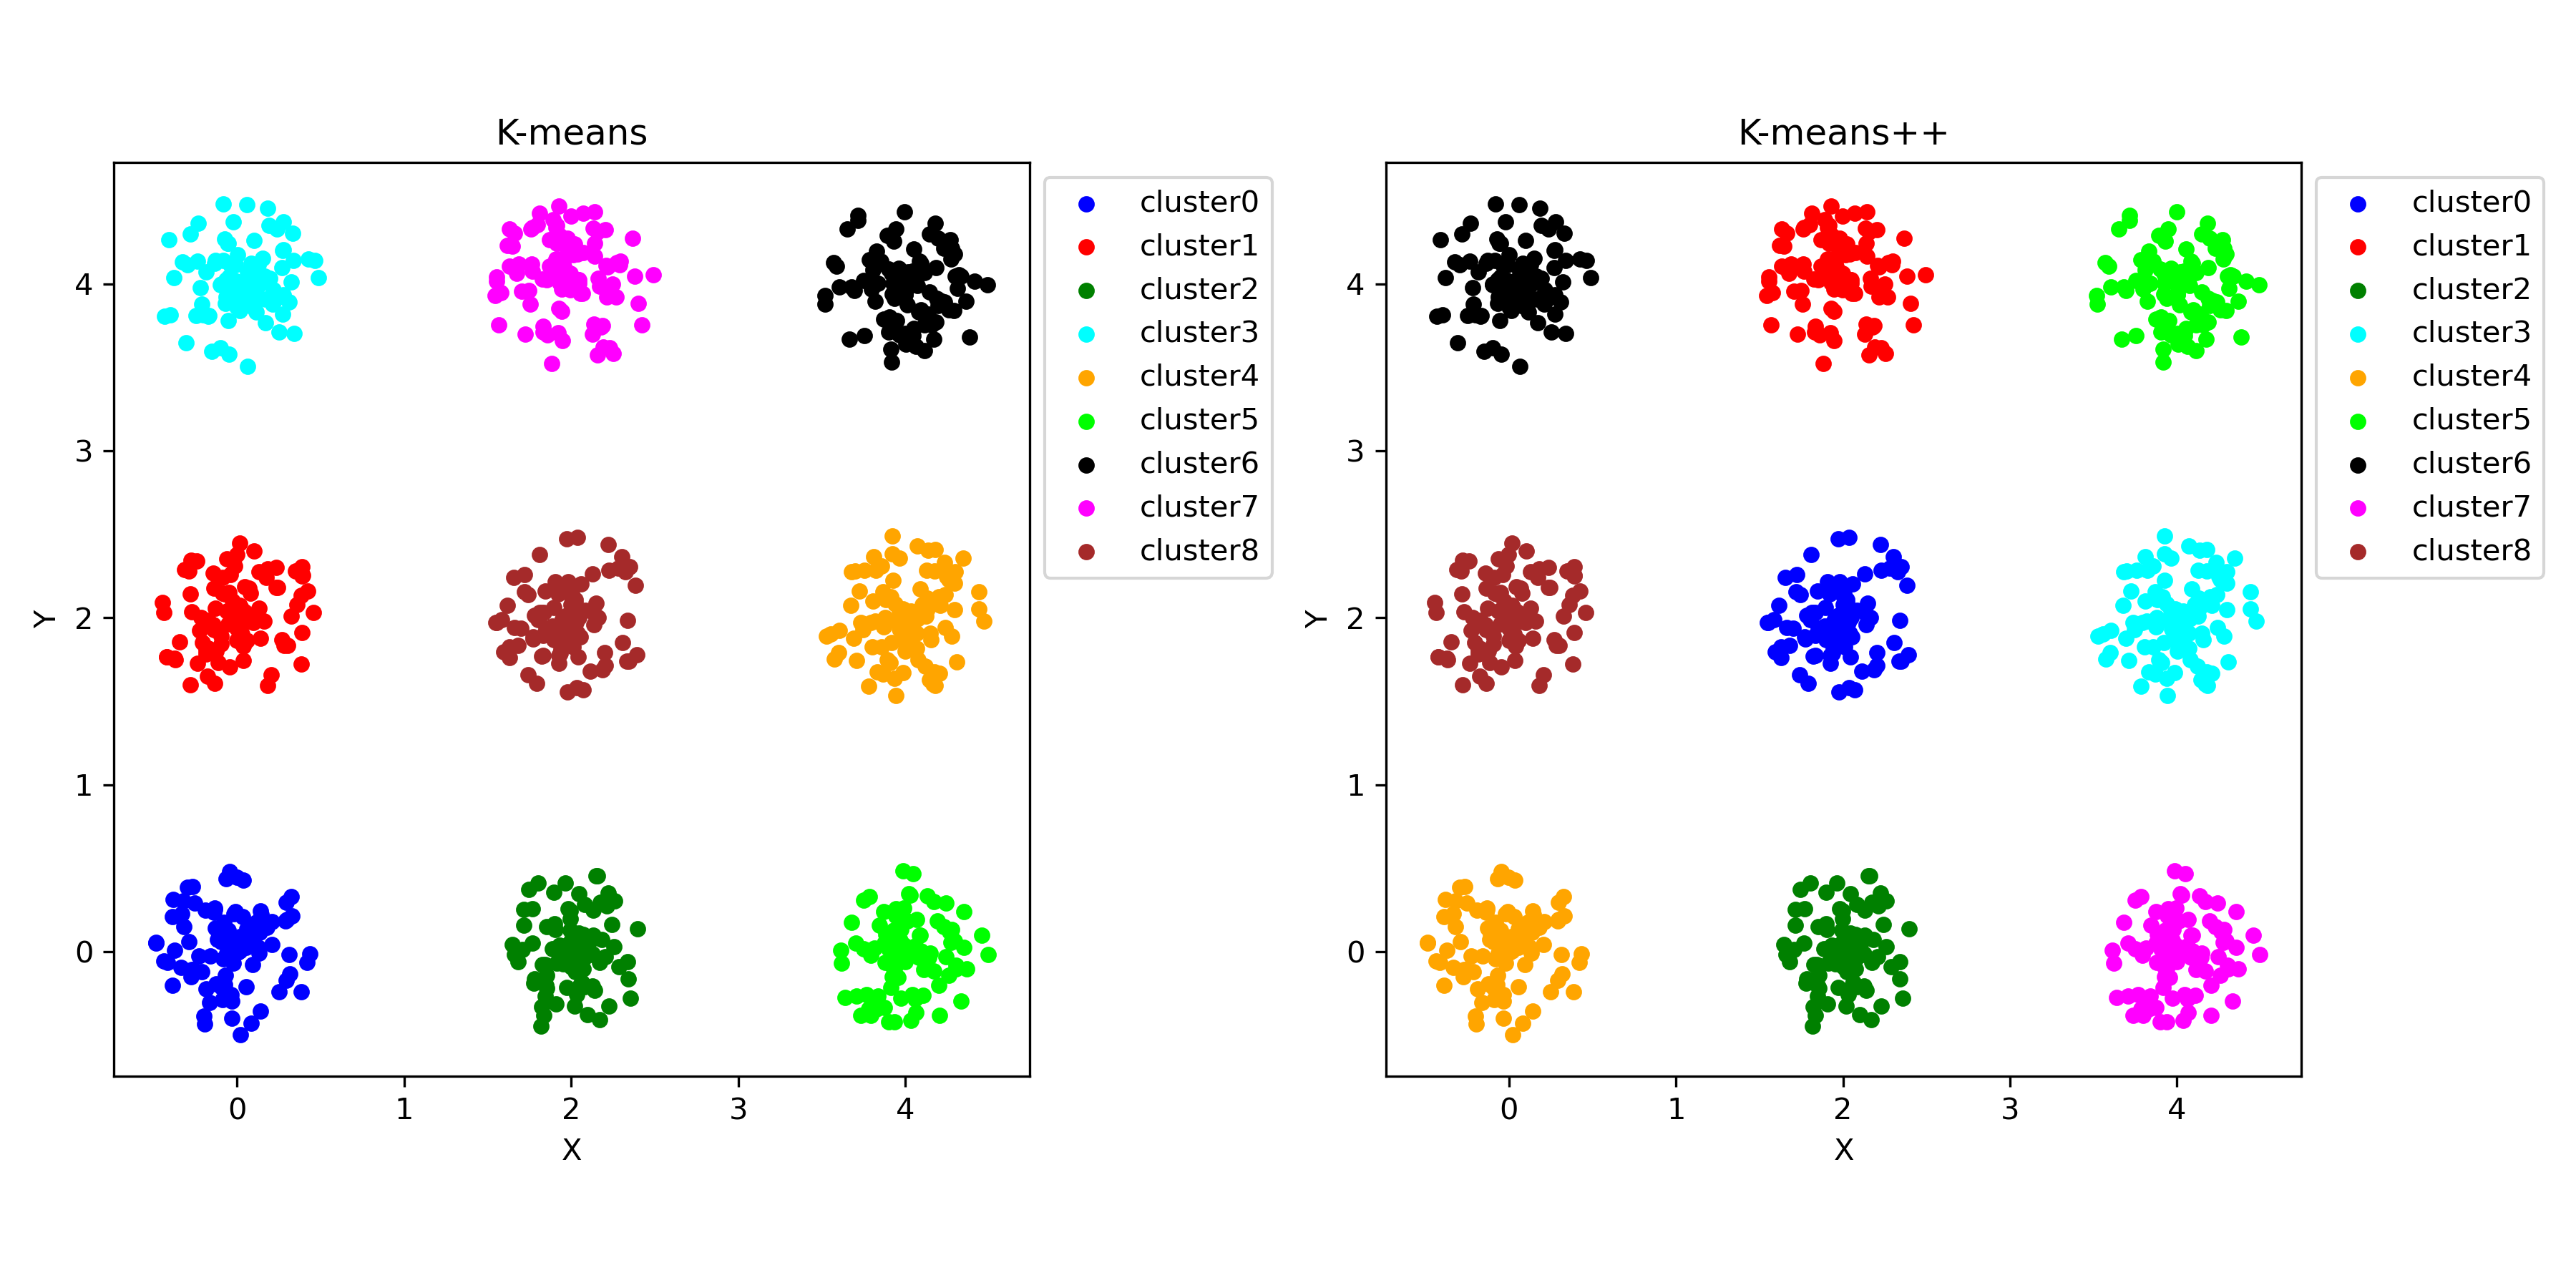 K-means
4
3
2
1
0
Y
0 1 2 3 4
X
cluster0
cluster1
cluster2
cluster3
cluster4
cluster5
cluster6
cluster7
cluster8
K-means++
4
3
2
1
0
Y
0 1 2 3 4
X
cluster0
cluster1
cluster2
cluster3
cluster4
cluster5
cluster6
cluster7
cluster8